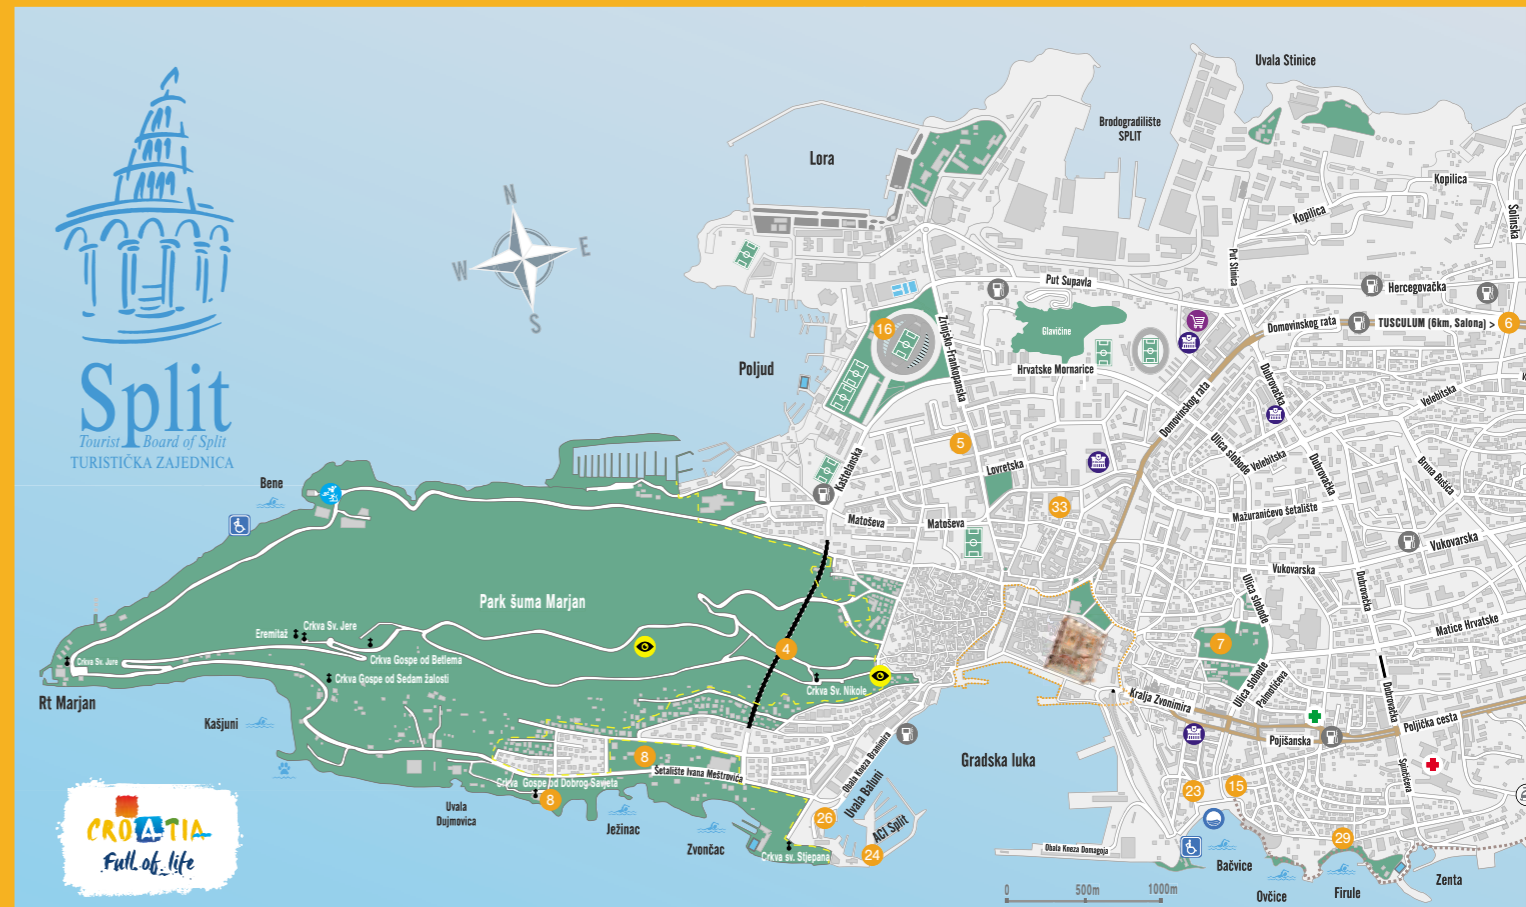 Uvala Stinice
Brodogradilište
SPLIT
Lora
Kopilica
Kopilica
Solinska
N
W
E
S
Put Stinica
Put Supavla
Hercegovačka
Glavičine
Domovinskog rata
TUSCULUM (6km, Salona) >
6
16
Zrinjsko-Frankopanska
Poljud
Hrvatske Mornarice
Dubrovačka
Velebitska
Domovinskog rata
Split
Tourist Board of Split
TURISTIČKA ZAJEDNICA
5
Ulica slobode
Velebitska
Dubrovačka
Bruna Bušića
Kaštelanska
Lovretska
Bene
33
Matoševa
Matoševa
Mažuranićevo šetalište
Vukovarska
Vukovarska
Ulica slobode
Dubrovačka
Park šuma Marjan
Matice Hrvatske
Crkva Sv. Jere
Eremitaž
Crkva Sv. Jure
Crkva Gospe od Betlema
Crkva Gospe od Sedam žalosti
4
7
Crkva Sv. Nikole
Ulica slobode
Palmotićeva
Dubrovačka
Rt Marjan
Kašjuni
Kralja Zvonimira
Poljička cesta
Pojišanska
Obala Kneza Branimira
Gradska luka
8
Šetalište Ivana Meštrovića
Crkva Gospe od Dobrog Savjeta
8
Spinčićeva
Uvala Baluni
23
15
Uvala
Dujmovica
Ježinac
26
ACI Split
24
29
Zvončac
Crkva sv. Stjepana
Obala Kneza Domagoja
Bačvice
Ovčice
Firule
Zenta
CROATIA
Full of life
0
500m
1000m